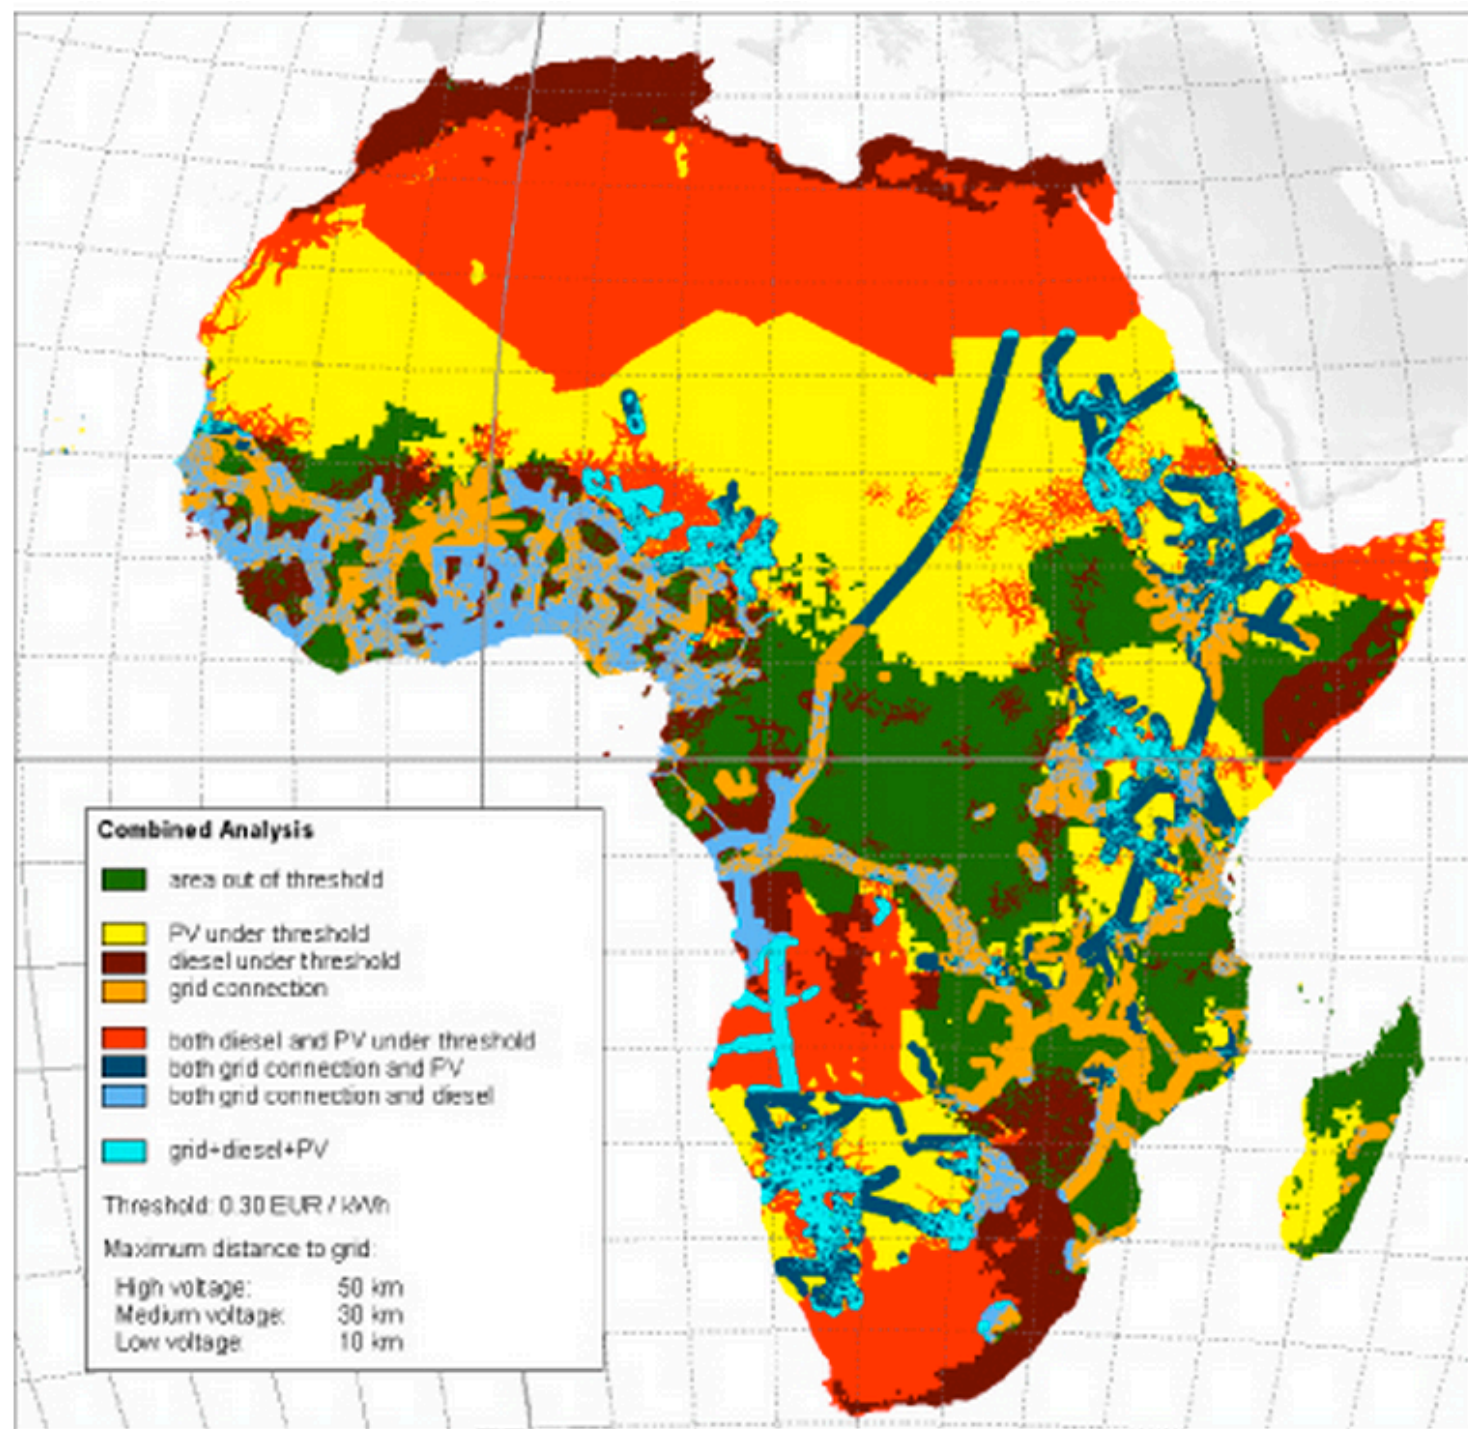 Combined Analysis
area out of threshold
PV under threshold
diesel under threshold
grid connection
both diesel and PV under threshold
both grid connection and PV
both grid connection and diesel
grid+diesel+PV
Threshold: 0.30 EUR / kWh
Maximum distance to grid:
High voltage: 50 km
Medium voltage: 30 km
Low voltage: 10 km